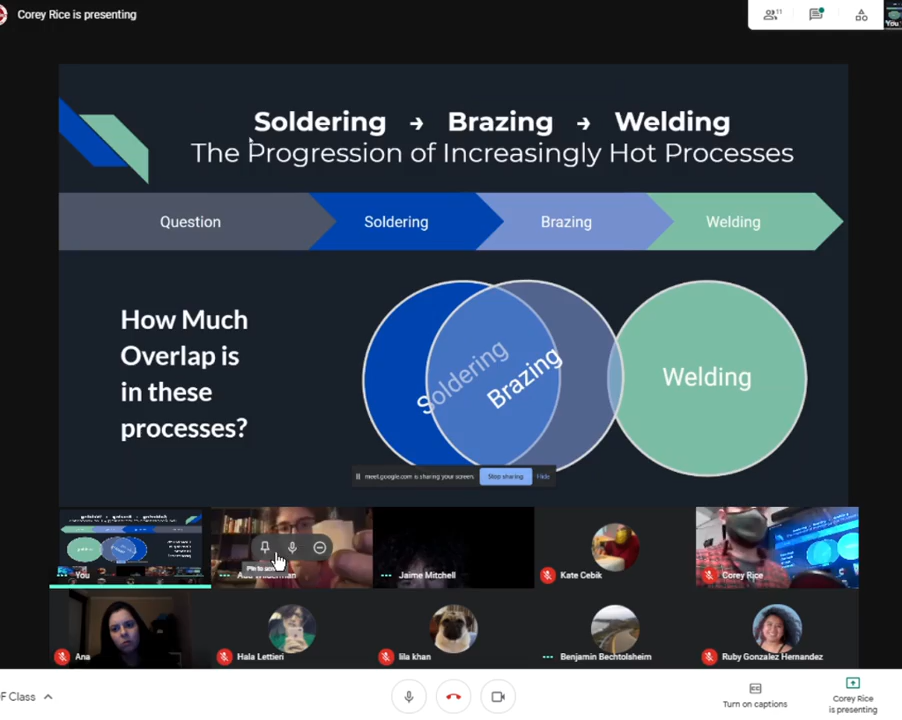 Corey Rice is presenting
11
You
Soldering → Brazing → Welding
The Progression of Increasingly Hot Processes
Question
Soldering
Brazing
Welding
How Much
Overlap is
in these
processes?
Soldering
Brazing
Welding
meet.google.com is sharing your screen.
Stop sharing
Hide
You
Jaime Mitchell
Kate Cebik
Corey Rice
Ana
Hala Lettieri
lila khan
Benjamin Bechtolsheim
Ruby Gonzalez Hernandez
F Class
Turn on captions
Corey Rice
is presenting